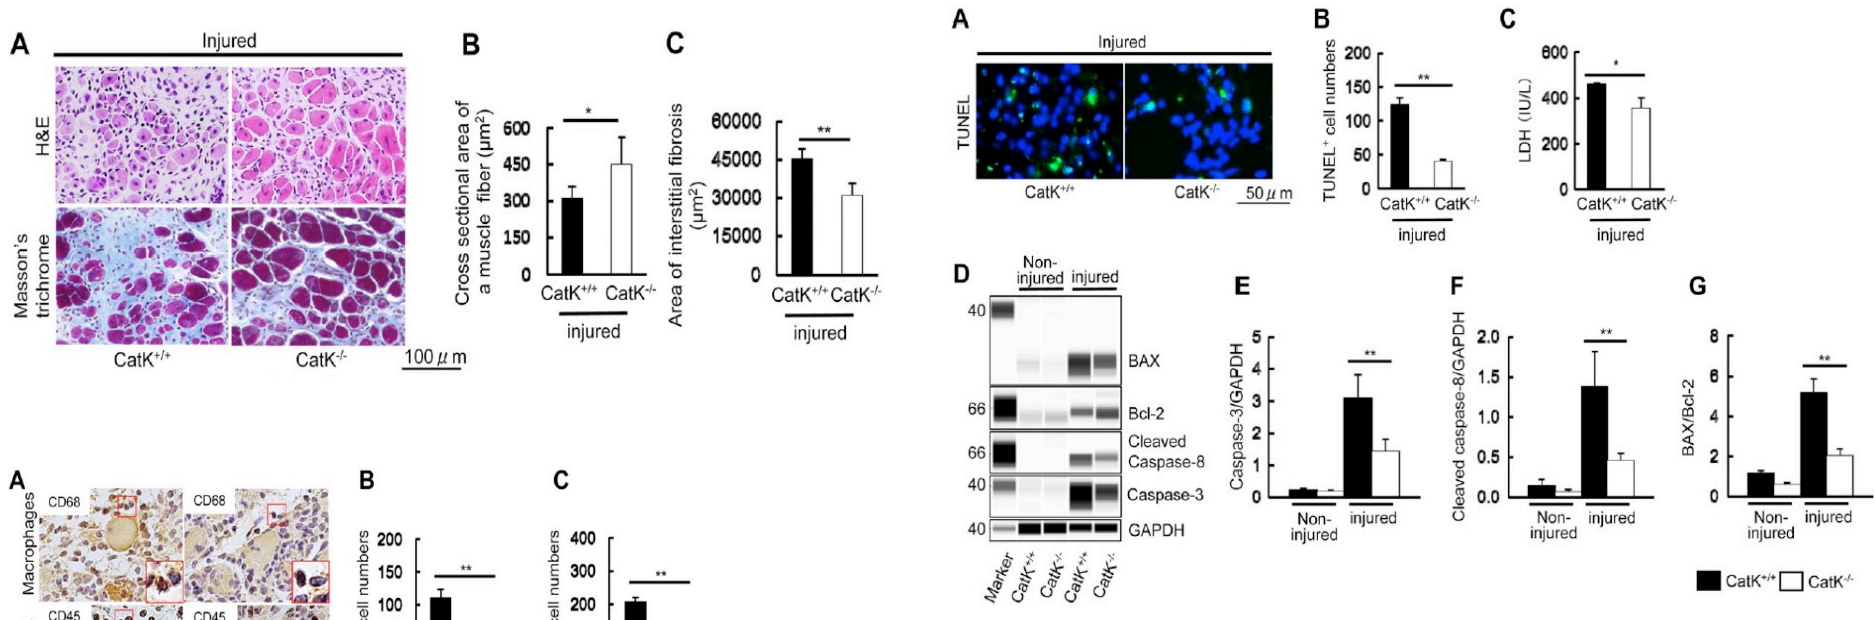 A
Injured
H&E
Masson's
trichrome
CatK+/+
CatK-/-
100 μm
B
Cross sectional area of
a muscle fiber (μm²)
600
450
300
150
0
*
CatK+/+ CatK-/-
injured
C
Area of interstitial fibrosis
(μm²)
60000
45000
30000
15000
0
**
CatK+/+ CatK-/-
injured
A
Macrophages
CD68
CD68
CD45
CD45
B
cell numbers
200
150
100
**
C
cell numbers
400
300
200
**
A
Injured
TUNEL
CatK+/+
CatK-/-
50 μm
B
TUNEL+ cell numbers
200
150
100
50
0
**
CatK+/+ CatK-/-
injured
C
LDH (IU/L)
600
400
200
0
*
CatK+/+ CatK-/-
injured
D
Non-
injured
injured
40
BAX
66
Bcl-2
66
Cleaved
Caspase-8
40
Caspase-3
40
GAPDH
Marker
CatK+/+
CatK-/-
CatK+/+
CatK-/-
E
Caspase-3/GAPDH
5
4
3
2
1
0
**
Non-
injured
injured
F
Cleaved caspase-8/GAPDH
2.0
1.5
1.0
0.5
0.0
**
Non-
injured
injured
G
BAX/Bcl-2
8
6
4
2
0
**
Non-
injured
injured
CatK+/+
CatK-/-